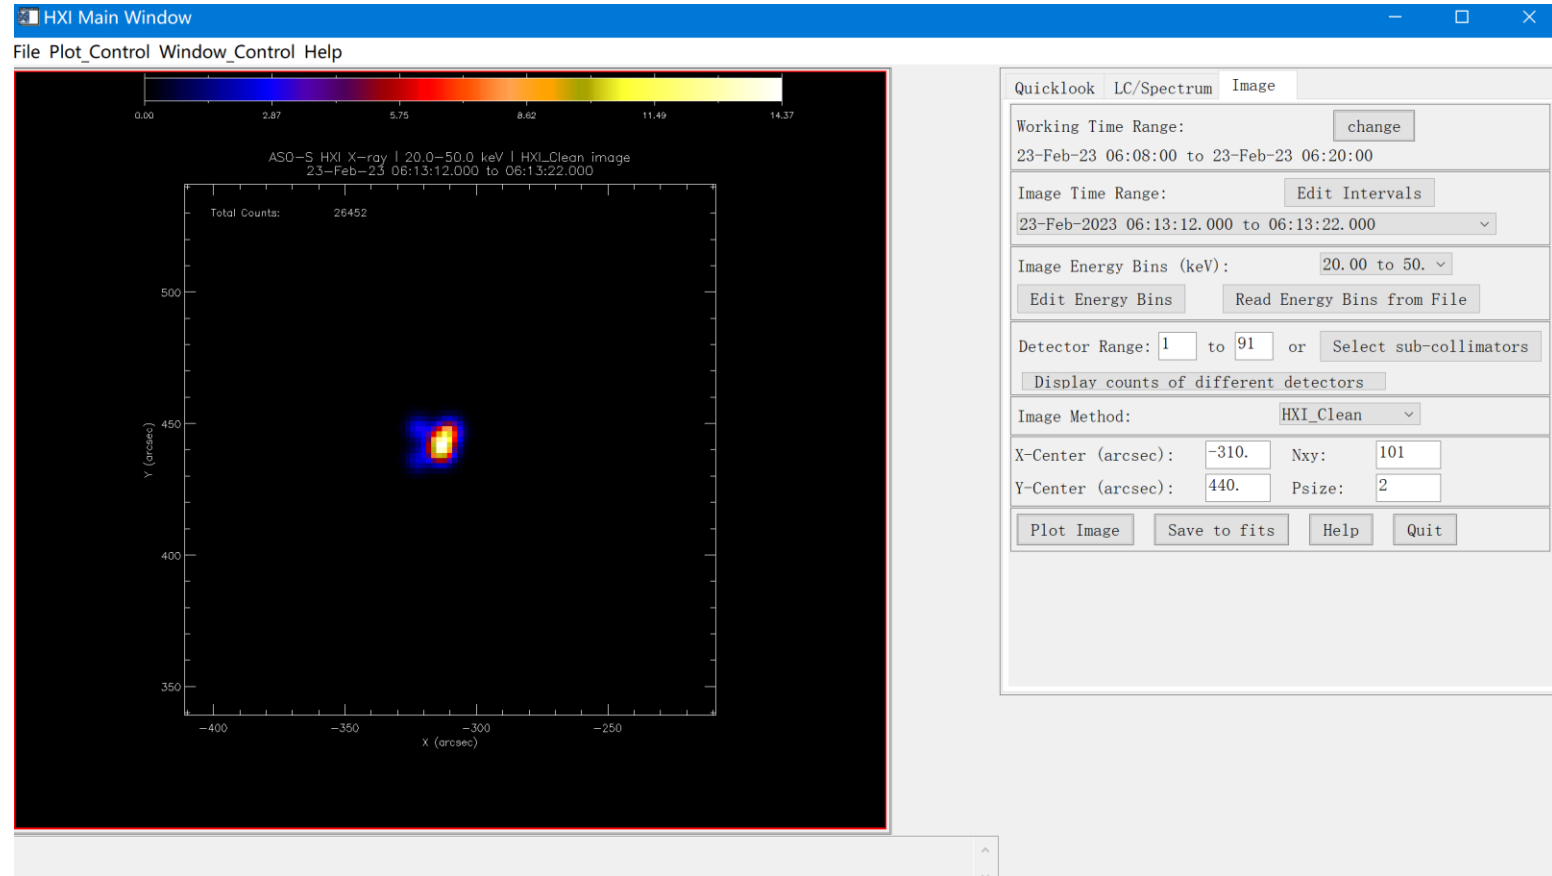 HXI Main Window
File Plot_Control Window_Control Help
0.00 2.87 5.75 8.62 11.49 14.37
ASO-S HXI X-ray | 20.0-50.0 keV | HXI_Clean image
23-Feb-23 06:13:12.000 to 06:13:22.000
Total Counts: 26452
500
450
400
350
Y (arcsec)
-400 -350 -300 -250
X (arcsec)
Quicklook LC/Spectrum Image
Working Time Range: change
23-Feb-23 06:08:00 to 23-Feb-23 06:20:00
Image Time Range: Edit Intervals
23-Feb-2023 06:13:12.000 to 06:13:22.000
Image Energy Bins (keV): 20.00 to 50.
Edit Energy Bins Read Energy Bins from File
Detector Range: 1 to 91 or Select sub-collimators
Display counts of different detectors
Image Method: HXI_Clean
X-Center (arcsec): -310. Nxy: 101
Y-Center (arcsec): 440. Psize: 2
Plot Image Save to fits Help Quit